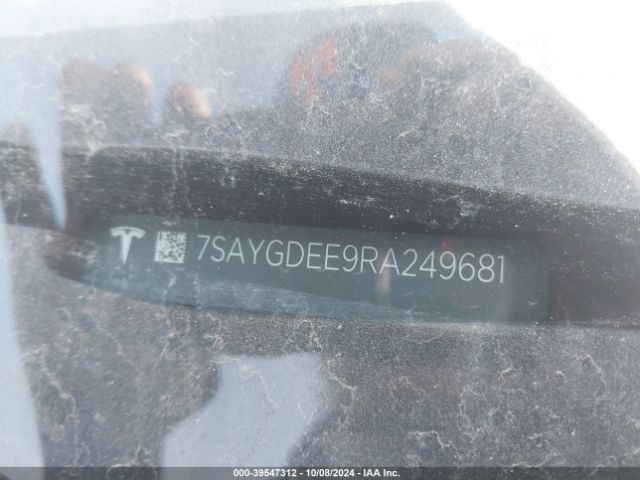 7SAYGDEE9RA249681
000-39547312 | 10/08/2024 - IAA Inc.